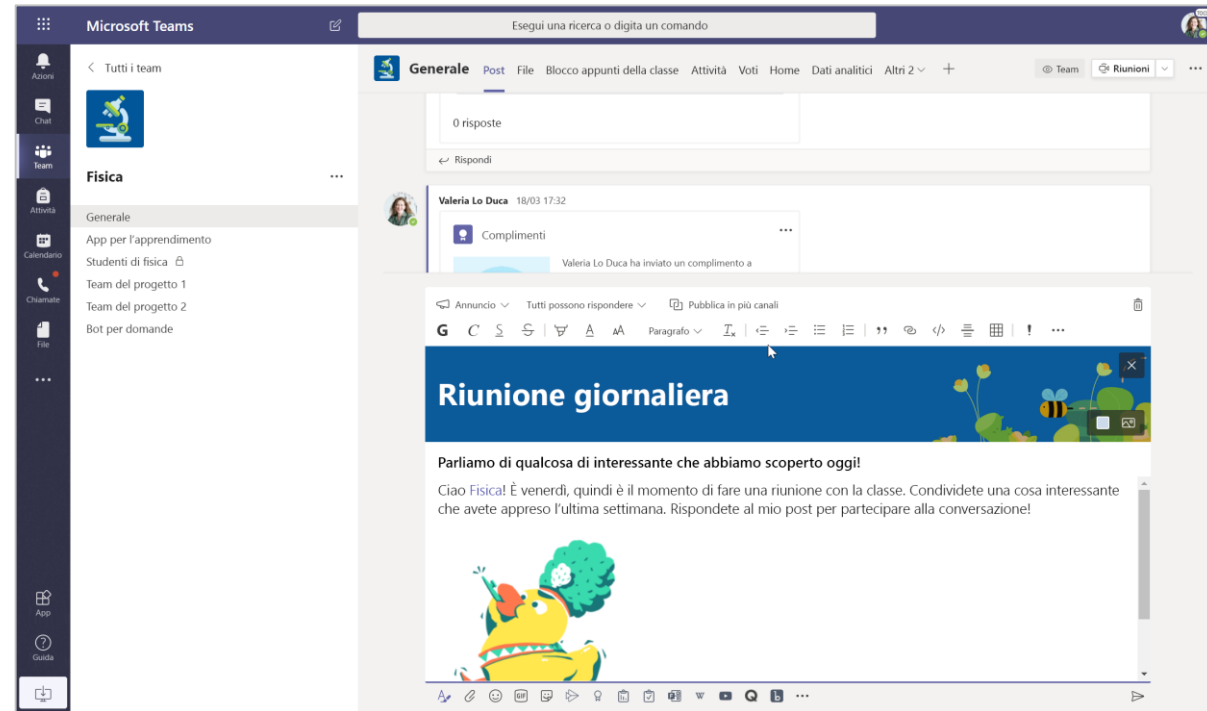 Microsoft Teams
Esegui una ricerca o digita un comando
Azioni
Chat
Team
Attività
Calendario
Chiamate
File
App
Guida
Tutti i team
Fisica
Generale
App per l'apprendimento
Studenti di fisica
Team del progetto 1
Team del progetto 2
Bot per domande
Generale Post File Blocco appunti della classe Attività Voti Home Dati analitici Altri 2
Team Riunioni
0 risposte
Rispondi
Valeria Lo Duca 18/03 17:32
Complimenti
Valeria Lo Duca ha inviato un complimento a
Annuncio Tutti possono rispondere Pubblica in più canali
G C S S A AA Paragrafo
Riunione giornaliera
Parliamo di qualcosa di interessante che abbiamo scoperto oggi!
Ciao Fisica! È venerdì, quindi è il momento di fare una riunione con la classe. Condividete una cosa interessante
che avete appreso l'ultima settimana. Rispondete al mio post per partecipare alla conversazione!
GIF